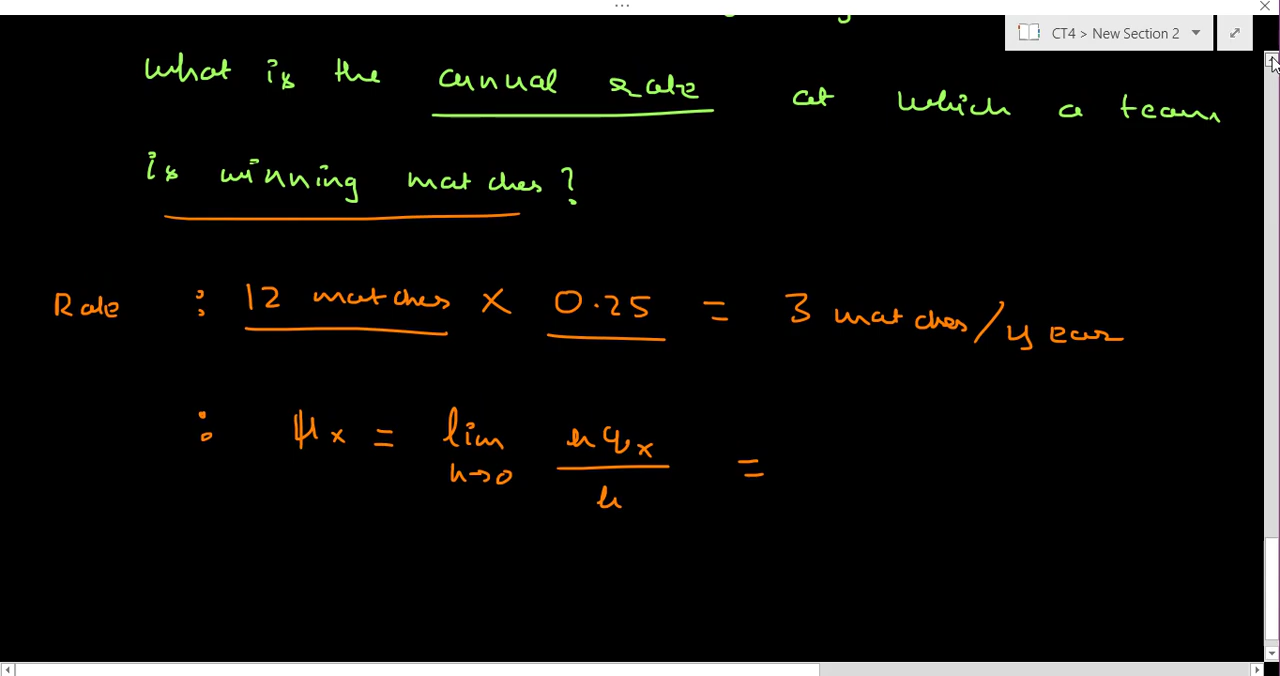 CT4 > New Section 2
What is the annual rate at which a team
is winning matches?
Rate : 12 matches × 0.25 = 3 matches/year
: μx = lim h→0 hqx / h =